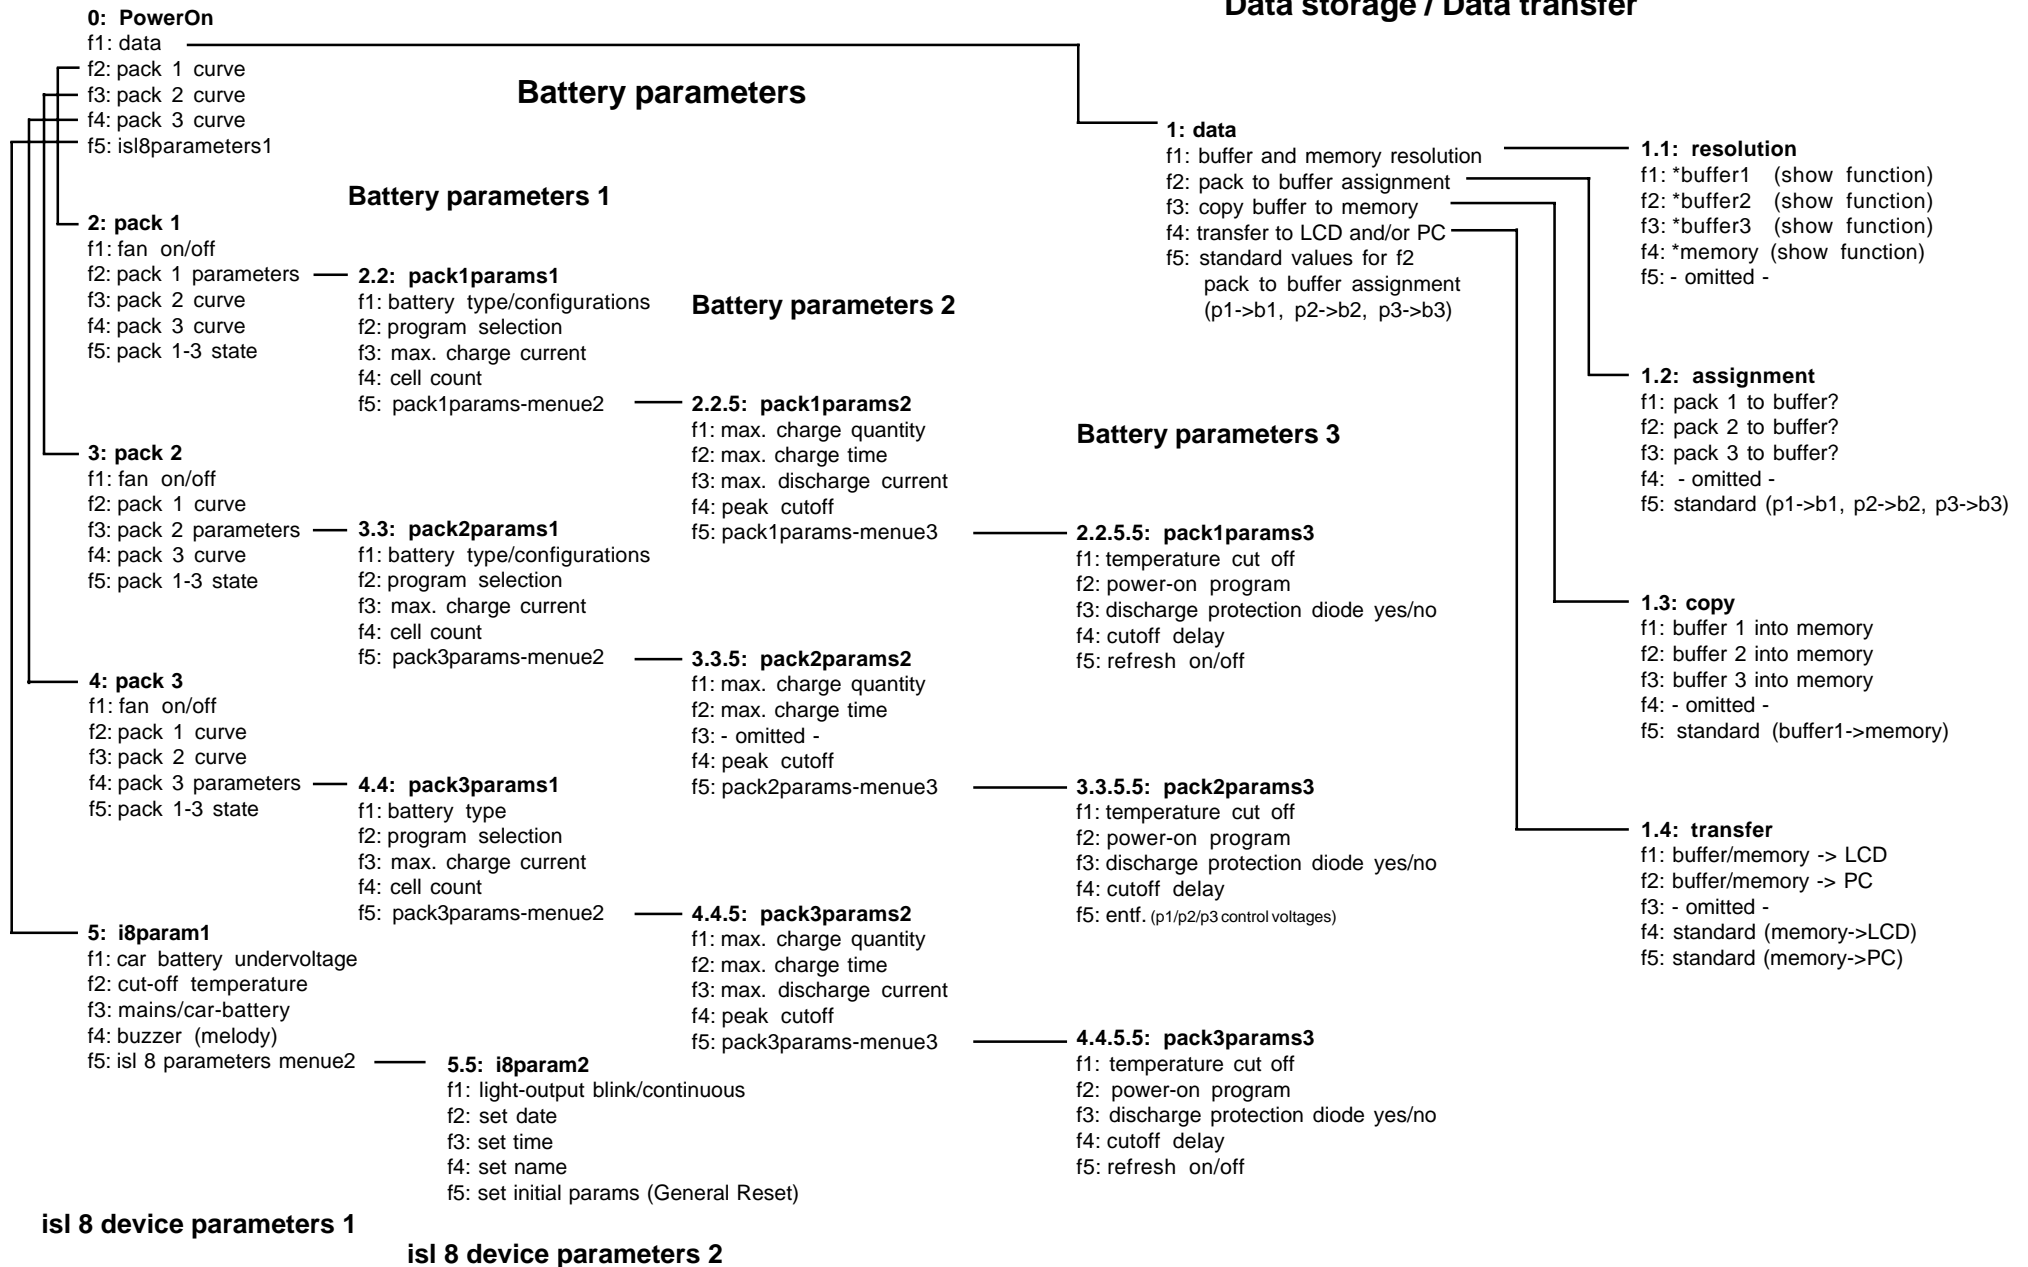 Data storage / Data transfer
0: PowerOn
f1: data
f2: pack 1 curve
f3: pack 2 curve
f4: pack 3 curve
f5: isl8parameters1
Battery parameters
Battery parameters 1
2: pack 1
f1: fan on/off
f2: pack 1 parameters
f3: pack 2 curve
f4: pack 3 curve
f5: pack 1-3 state
2.2: pack1params1
f1: battery type/configurations
f2: program selection
f3: max. charge current
f4: cell count
f5: pack1params-menue2
Battery parameters 2
2.2.5: pack1params2
f1: max. charge quantity
f2: max. charge time
f3: max. discharge current
f4: peak cutoff
f5: pack1params-menue3
Battery parameters 3
2.2.5.5: pack1params3
f1: temperature cut off
f2: power-on program
f3: discharge protection diode yes/no
f4: cutoff delay
f5: refresh on/off
3: pack 2
f1: fan on/off
f2: pack 1 curve
f3: pack 2 parameters
f4: pack 3 curve
f5: pack 1-3 state
3.3: pack2params1
f1: battery type/configurations
f2: program selection
f3: max. charge current
f4: cell count
f5: pack3params-menue2
3.3.5: pack2params2
f1: max. charge quantity
f2: max. charge time
f3: - omitted -
f4: peak cutoff
f5: pack2params-menue3
3.3.5.5: pack2params3
f1: temperature cut off
f2: power-on program
f3: discharge protection diode yes/no
f4: cutoff delay
f5: entf. (p1/p2/p3 control voltages)
4: pack 3
f1: fan on/off
f2: pack 1 curve
f3: pack 2 curve
f4: pack 3 parameters
f5: pack 1-3 state
4.4: pack3params1
f1: battery type
f2: program selection
f3: max. charge current
f4: cell count
f5: pack3params-menue2
4.4.5: pack3params2
f1: max. charge quantity
f2: max. charge time
f3: max. discharge current
f4: peak cutoff
f5: pack3params-menue3
4.4.5.5: pack3params3
f1: temperature cut off
f2: power-on program
f3: discharge protection diode yes/no
f4: cutoff delay
f5: refresh on/off
5: i8param1
f1: car battery undervoltage
f2: cut-off temperature
f3: mains/car-battery
f4: buzzer (melody)
f5: isl 8 parameters menue2
5.5: i8param2
f1: light-output blink/continuous
f2: set date
f3: set time
f4: set name
f5: set initial params (General Reset)
isl 8 device parameters 1
isl 8 device parameters 2
1: data
f1: buffer and memory resolution
f2: pack to buffer assignment
f3: copy buffer to memory
f4: transfer to LCD and/or PC
f5: standard values for f2
pack to buffer assignment
(p1->b1, p2->b2, p3->b3)
1.1: resolution
f1: *buffer1 (show function)
f2: *buffer2 (show function)
f3: *buffer3 (show function)
f4: *memory (show function)
f5: - omitted -
1.2: assignment
f1: pack 1 to buffer?
f2: pack 2 to buffer?
f3: pack 3 to buffer?
f4: - omitted -
f5: standard (p1->b1, p2->b2, p3->b3)
1.3: copy
f1: buffer 1 into memory
f2: buffer 2 into memory
f3: buffer 3 into memory
f4: - omitted -
f5: standard (buffer1->memory)
1.4: transfer
f1: buffer/memory -> LCD
f2: buffer/memory -> PC
f3: - omitted -
f4: standard (memory->LCD)
f5: standard (memory->PC)